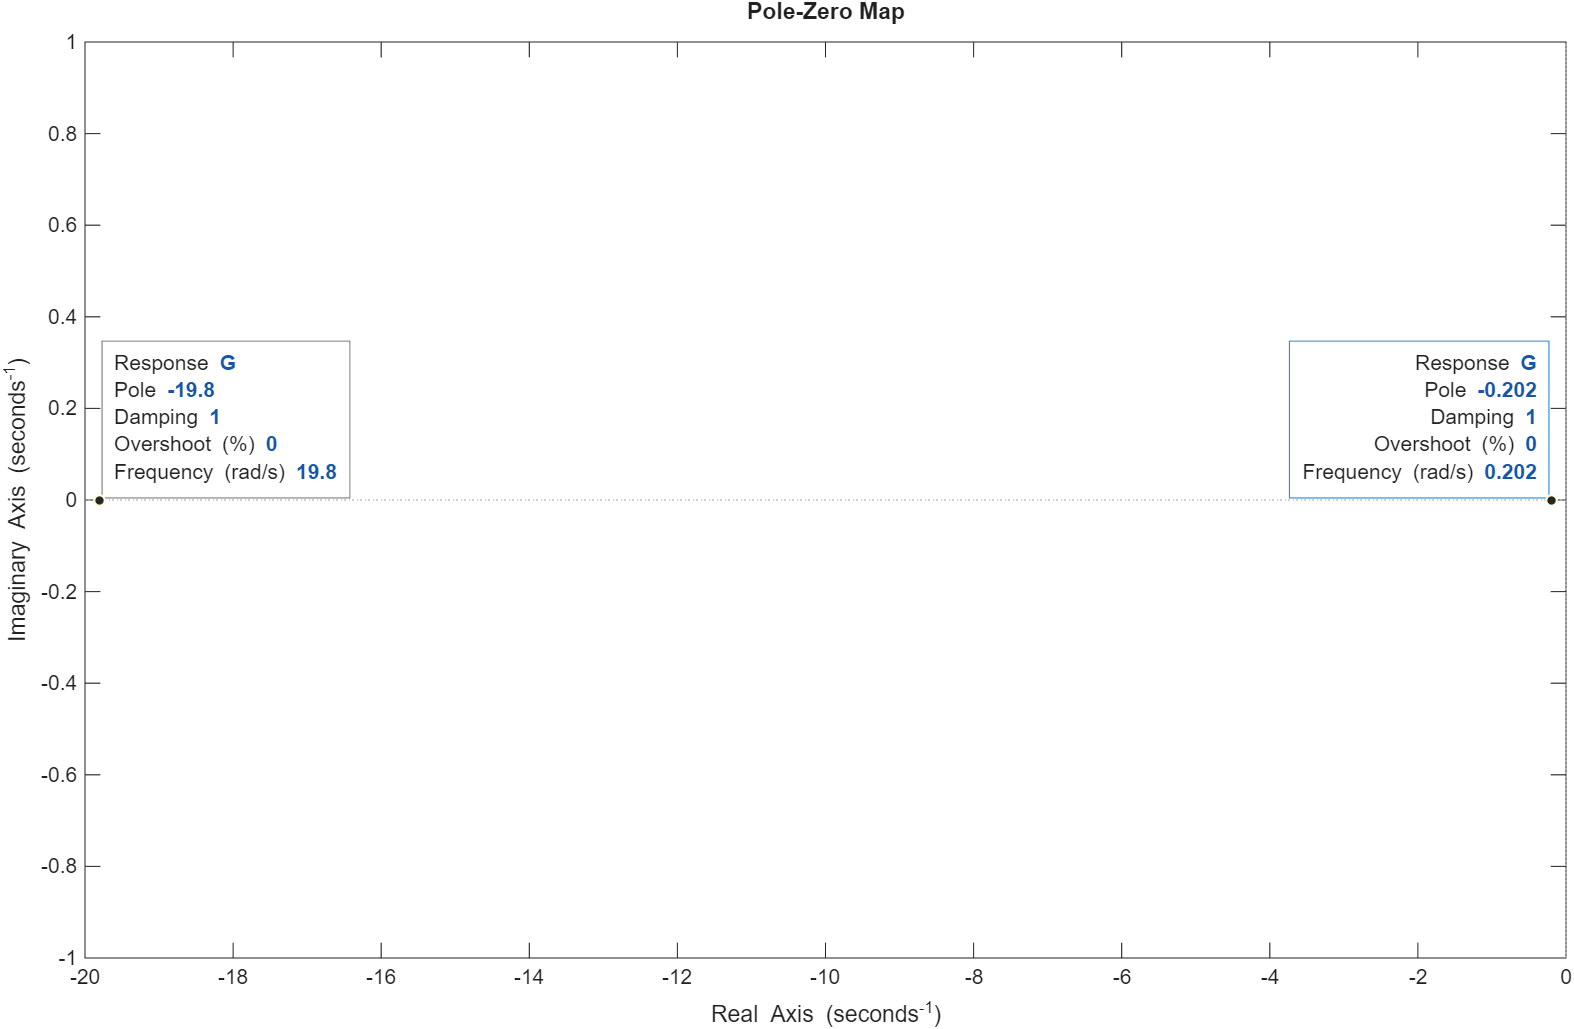 Pole-Zero Map
1
0.8
0.6
0.4
0.2
0
-0.2
-0.4
-0.6
-0.8
-1
Imaginary Axis (seconds⁻¹)
Response G
Pole -19.8
Damping 1
Overshoot (%) 0
Frequency (rad/s) 19.8
Response G
Pole -0.202
Damping 1
Overshoot (%) 0
Frequency (rad/s) 0.202
-20 -18 -16 -14 -12 -10 -8 -6 -4 -2 0
Real Axis (seconds⁻¹)